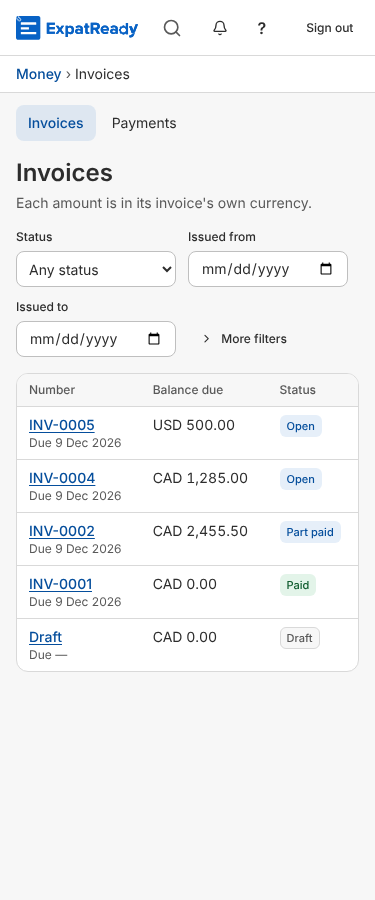 ExpatReady ? Sign out
Money › Invoices
Invoices Payments
Invoices
Each amount is in its invoice's own currency.
Status Issued from
Any status mm/dd/yyyy
Issued to
mm/dd/yyyy More filters
Number Balance due Status
INV-0005 USD 500.00 Open
Due 9 Dec 2026
INV-0004 CAD 1,285.00 Open
Due 9 Dec 2026
INV-0002 CAD 2,455.50 Part paid
Due 9 Dec 2026
INV-0001 CAD 0.00 Paid
Due 9 Dec 2026
Draft CAD 0.00 Draft
Due —